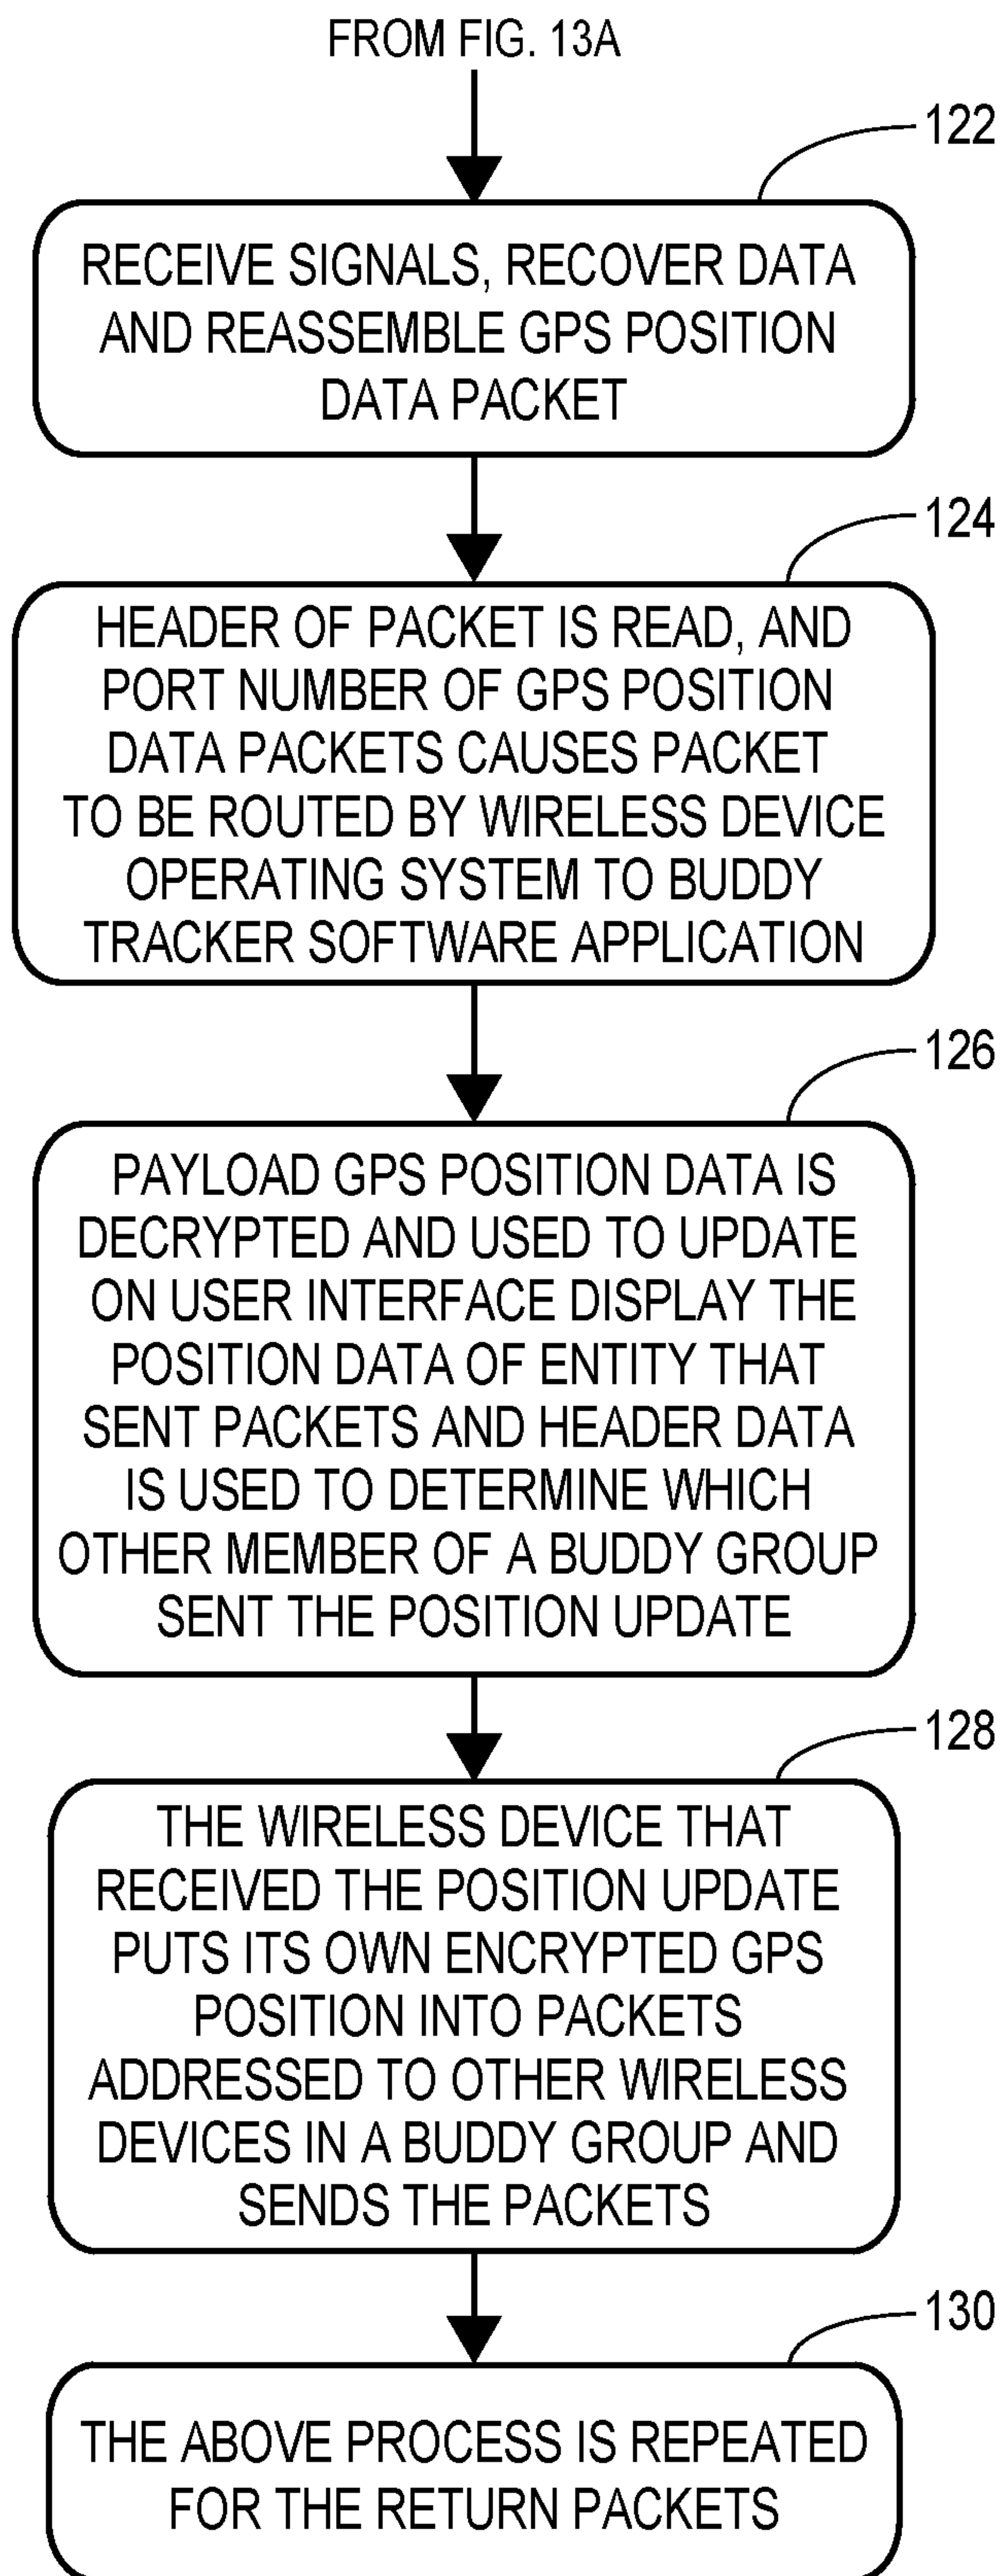 FROM FIG. 13A
122
RECEIVE SIGNALS, RECOVER DATA
AND REASSEMBLE GPS POSITION
DATA PACKET
124
HEADER OF PACKET IS READ, AND
PORT NUMBER OF GPS POSITION
DATA PACKETS CAUSES PACKET
TO BE ROUTED BY WIRELESS DEVICE
OPERATING SYSTEM TO BUDDY
TRACKER SOFTWARE APPLICATION
126
PAYLOAD GPS POSITION DATA IS
DECRYPTED AND USED TO UPDATE
ON USER INTERFACE DISPLAY THE
POSITION DATA OF ENTITY THAT
SENT PACKETS AND HEADER DATA
IS USED TO DETERMINE WHICH
OTHER MEMBER OF A BUDDY GROUP
SENT THE POSITION UPDATE
128
THE WIRELESS DEVICE THAT
RECEIVED THE POSITION UPDATE
PUTS ITS OWN ENCRYPTED GPS
POSITION INTO PACKETS
ADDRESSED TO OTHER WIRELESS
DEVICES IN A BUDDY GROUP AND
SENDS THE PACKETS
130
THE ABOVE PROCESS IS REPEATED
FOR THE RETURN PACKETS